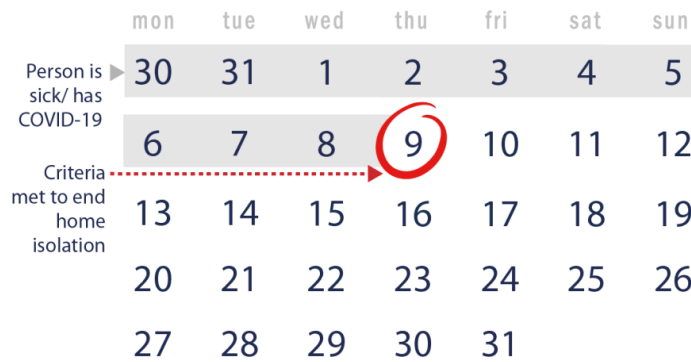 mon tue wed thu fri sat sun
Person is
sick/ has
COVID-19
30 31 1 2 3 4 5
6 7 8 9 10 11 12
Criteria
met to end
home
isolation
13 14 15 16 17 18 19
20 21 22 23 24 25 26
27 28 29 30 31